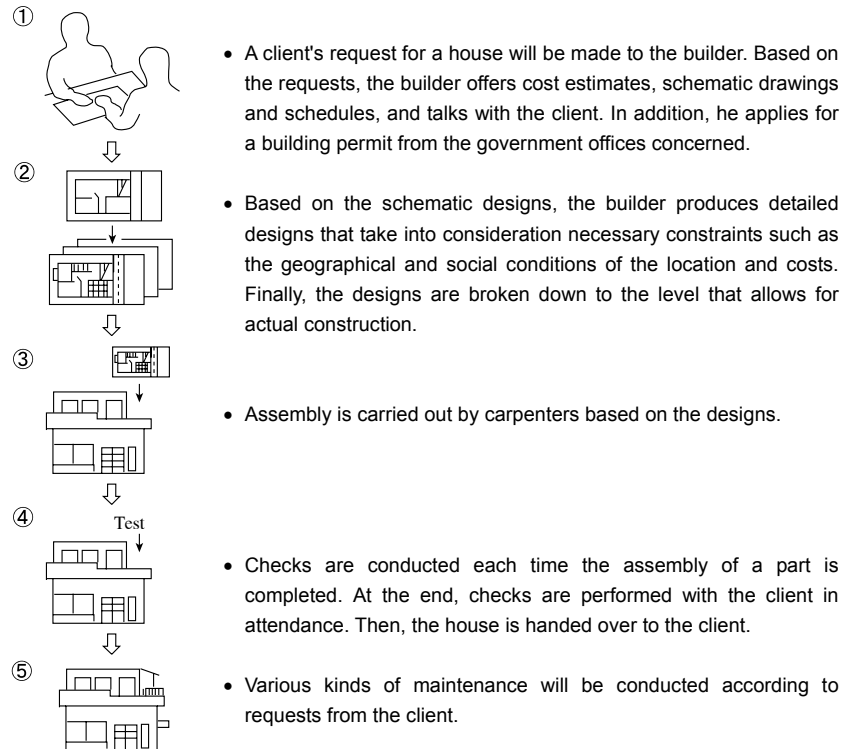 ①
• A client's request for a house will be made to the builder. Based on
the requests, the builder offers cost estimates, schematic drawings
and schedules, and talks with the client. In addition, he applies for
a building permit from the government offices concerned.
②
• Based on the schematic designs, the builder produces detailed
designs that take into consideration necessary constraints such as
the geographical and social conditions of the location and costs.
Finally, the designs are broken down to the level that allows for
actual construction.
③
• Assembly is carried out by carpenters based on the designs.
④
Test
• Checks are conducted each time the assembly of a part is
completed. At the end, checks are performed with the client in
attendance. Then, the house is handed over to the client.
⑤
• Various kinds of maintenance will be conducted according to
requests from the client.